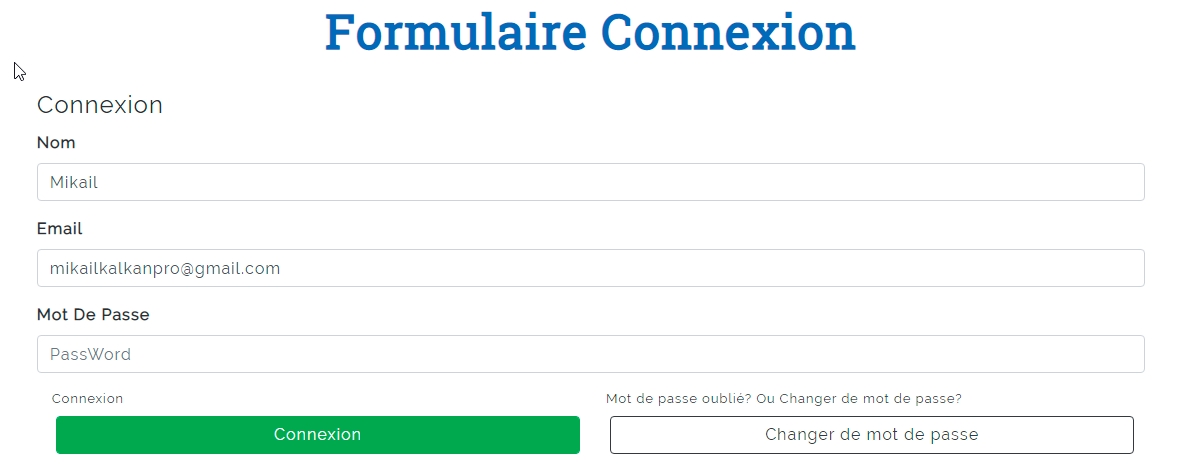 Formulaire Connexion
Connexion
Nom
Mikail
Email
mikailkalkanpro@gmail.com
Mot De Passe
PassWord
Connexion
Mot de passe oublié? Ou Changer de mot de passe?
Connexion
Changer de mot de passe